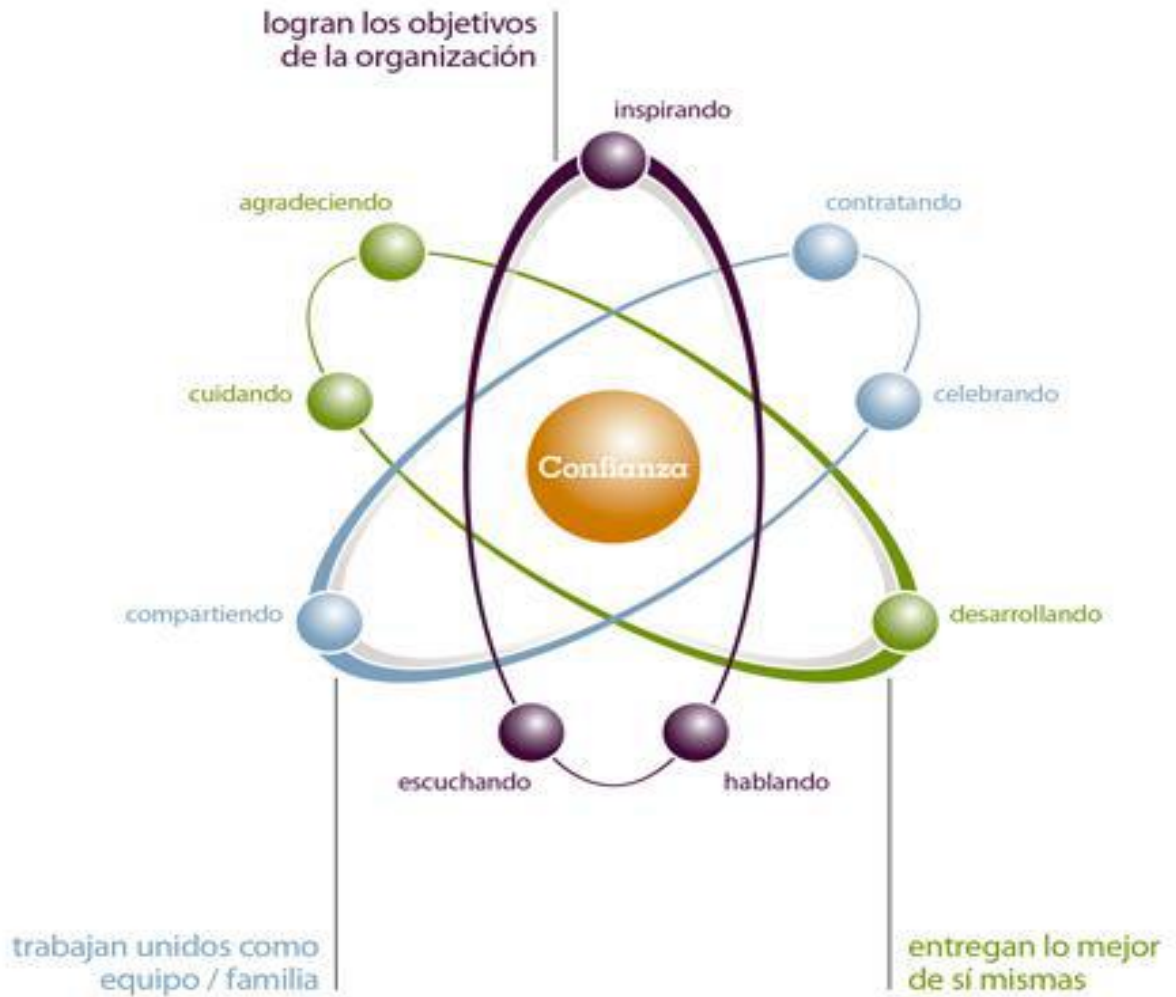 logran los objetivos
de la organización
inspirando
agradeciendo
contratando
cuidando
celebrando
Confianza
compartiendo
desarrollando
escuchando
hablando
trabajan unidos como
equipo / familia
entregan lo mejor
de sí mismas